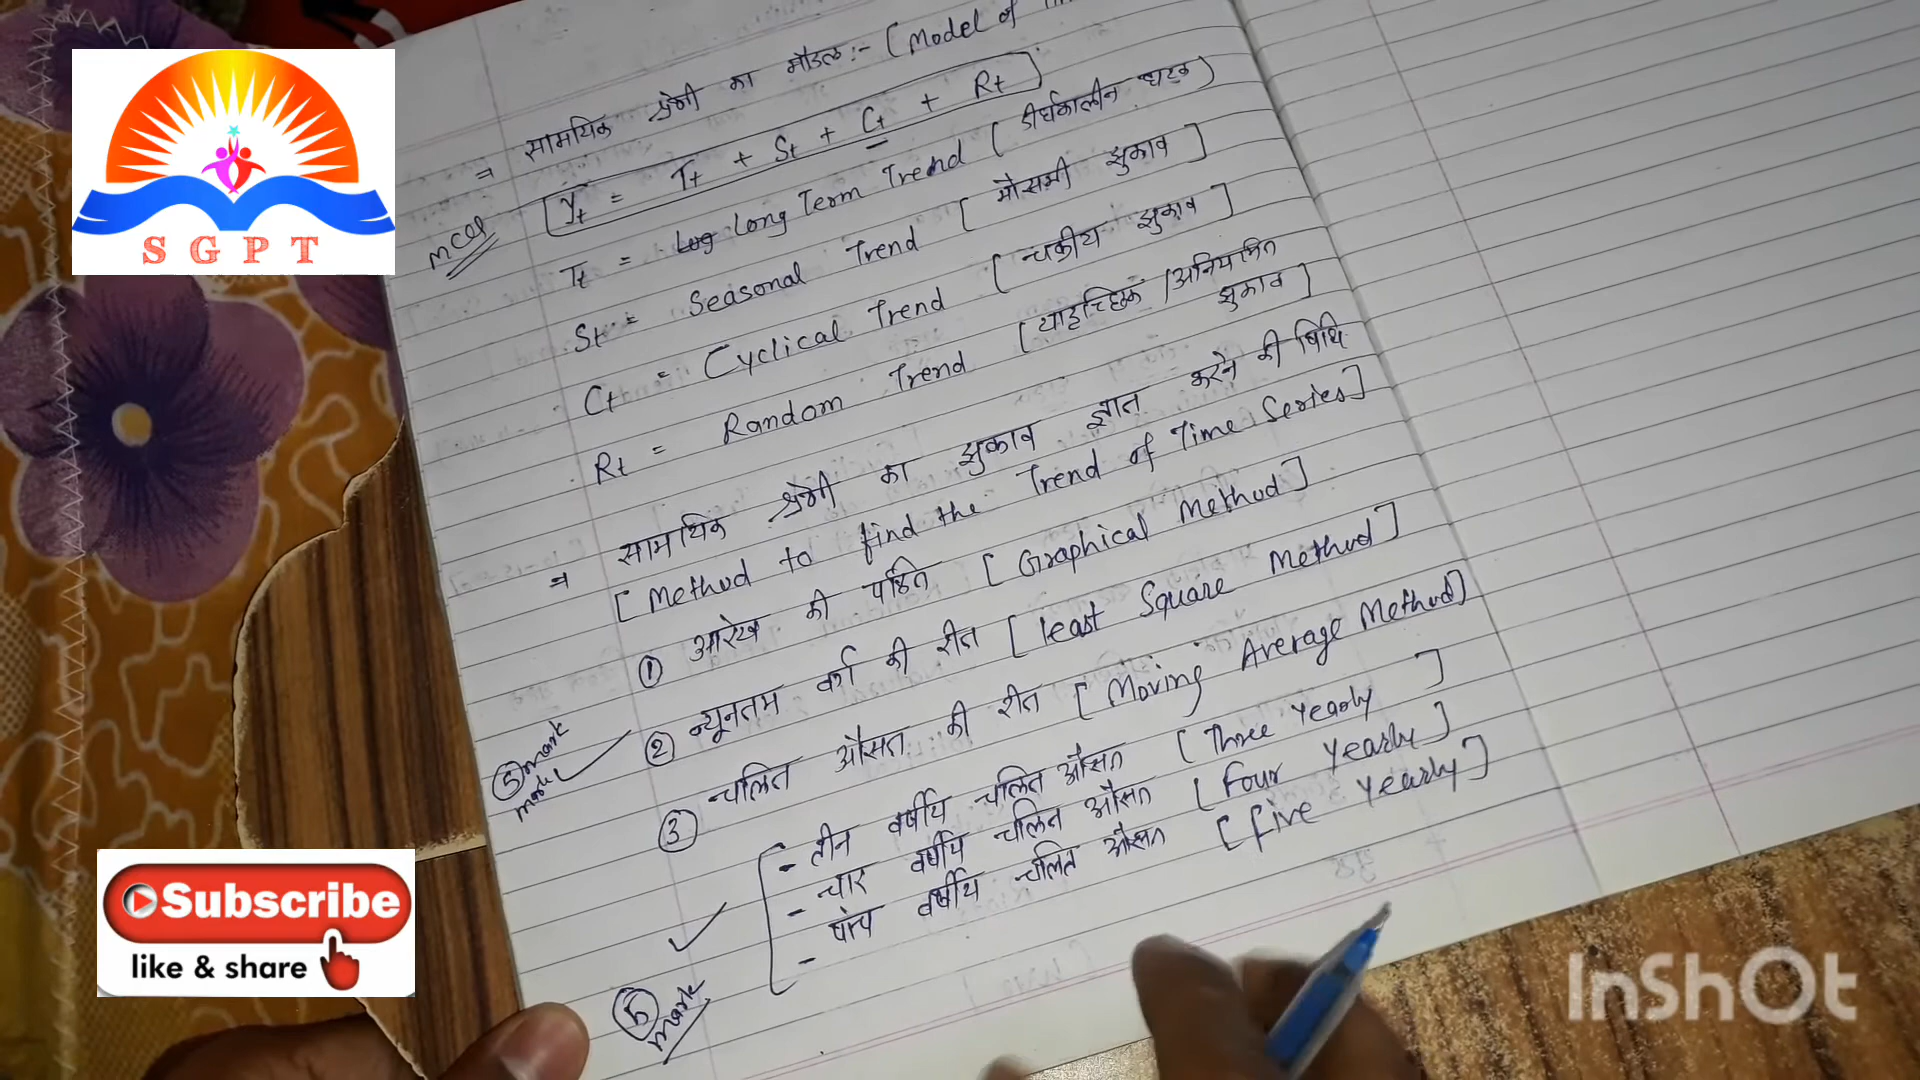 ⇒ सामयिक श्रेणी का मौडल:- [Model of
MCQ
Yt = Tt + St + Ct + Rt
Tt = Long Term Trend [दीर्घकालीन घटक)
St = Seasonal Trend [मौसमी झुकाव]
Ct = Cyclical Trend [चक्रीय झुकाव]
Rt = Random Trend [यादृच्छिक / अनियमित
झुकाव]
⇒ सामयिक श्रेणी का झुकाव ज्ञात करने की विधि
[Method to find the Trend of Time Series]
① आरेख की पद्धति [Graphical Method]
② न्यूनतम वर्ग की रीत [least Square Method]
⑤ mark
③ चलित औसत की रीत [Moving Average Method]
- तीन वर्षीय चलित औसत [Three Yearly]
- चार वर्षीय चलित औसत [Four Yearly]
- पांच वर्षीय चलित औसत [five Yearly]
⑤ mark
SGPT
Subscribe
like & share
InShOt